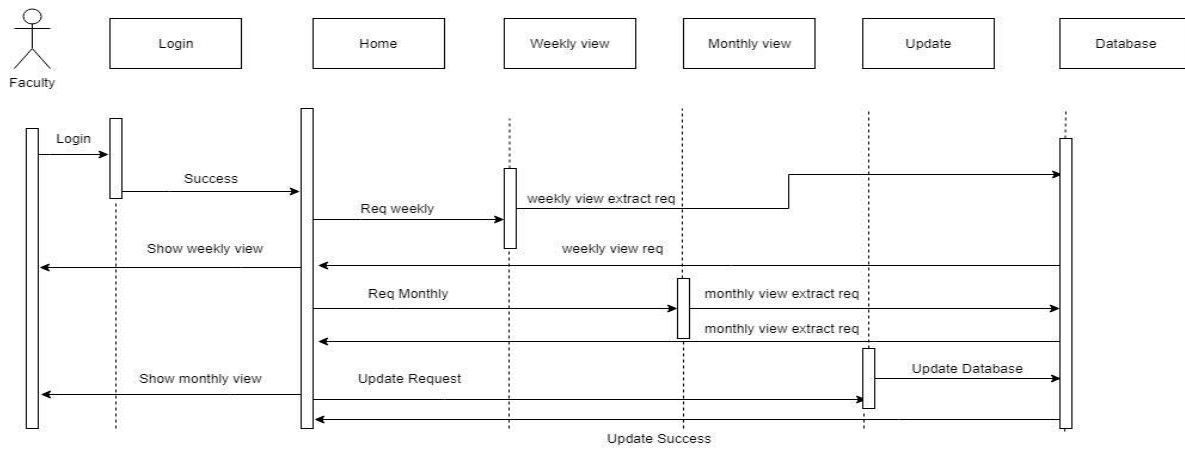 Login
Home
Weekly view
Monthly view
Update
Database
Faculty
Login
Success
weekly view extract req
Req weekly
Show weekly view
weekly view req
Req Monthly
monthly view extract req
monthly view extract req
Update Database
Show monthly view
Update Request
Update Success